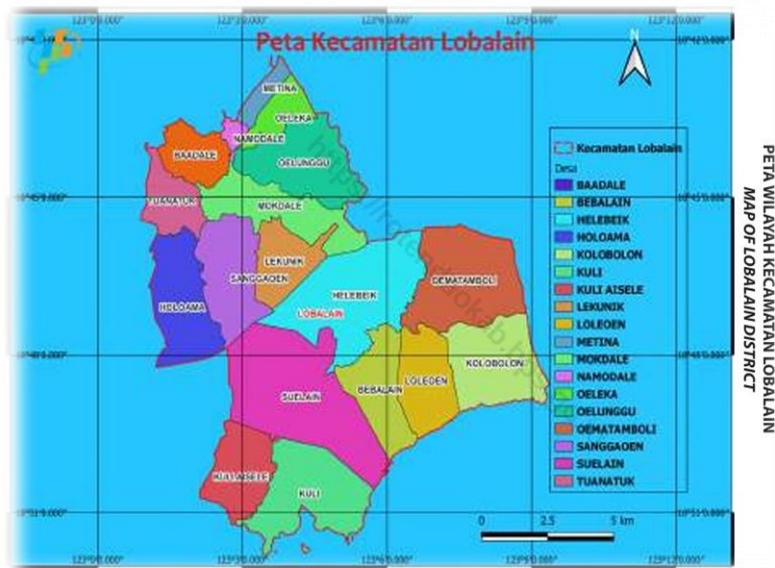 Peta Kecamatan Lobalain
N
METINA
OELEKA
NAMODALE
BAADALE
OELUNGGU
TUANATUK
MOKDALE
LEKUNIK
SANGGAOEN
OEMATAMBOLI
HELEBEIK
HOLOAMA
LOBALAIN
KOLOBOLON
LOLEOEN
BEBALAIN
SUELAIN
KULI AISELE
KULI
Kecamatan Lobalain
Desa
BAADALE
BEBALAIN
HELEBEIK
HOLOAMA
KOLOBOLON
KULI
KULI AISELE
LEKUNIK
LOLEOEN
METINA
MOKDALE
NAMODALE
OELEKA
OELUNGGU
OEMATAMBOLI
SANGGAOEN
SUELAIN
TUANATUK
0 2.5 5 km
PETA WILAYAH KECAMATAN LOBALAIN
MAP OF LOBALAIN DISTRICT